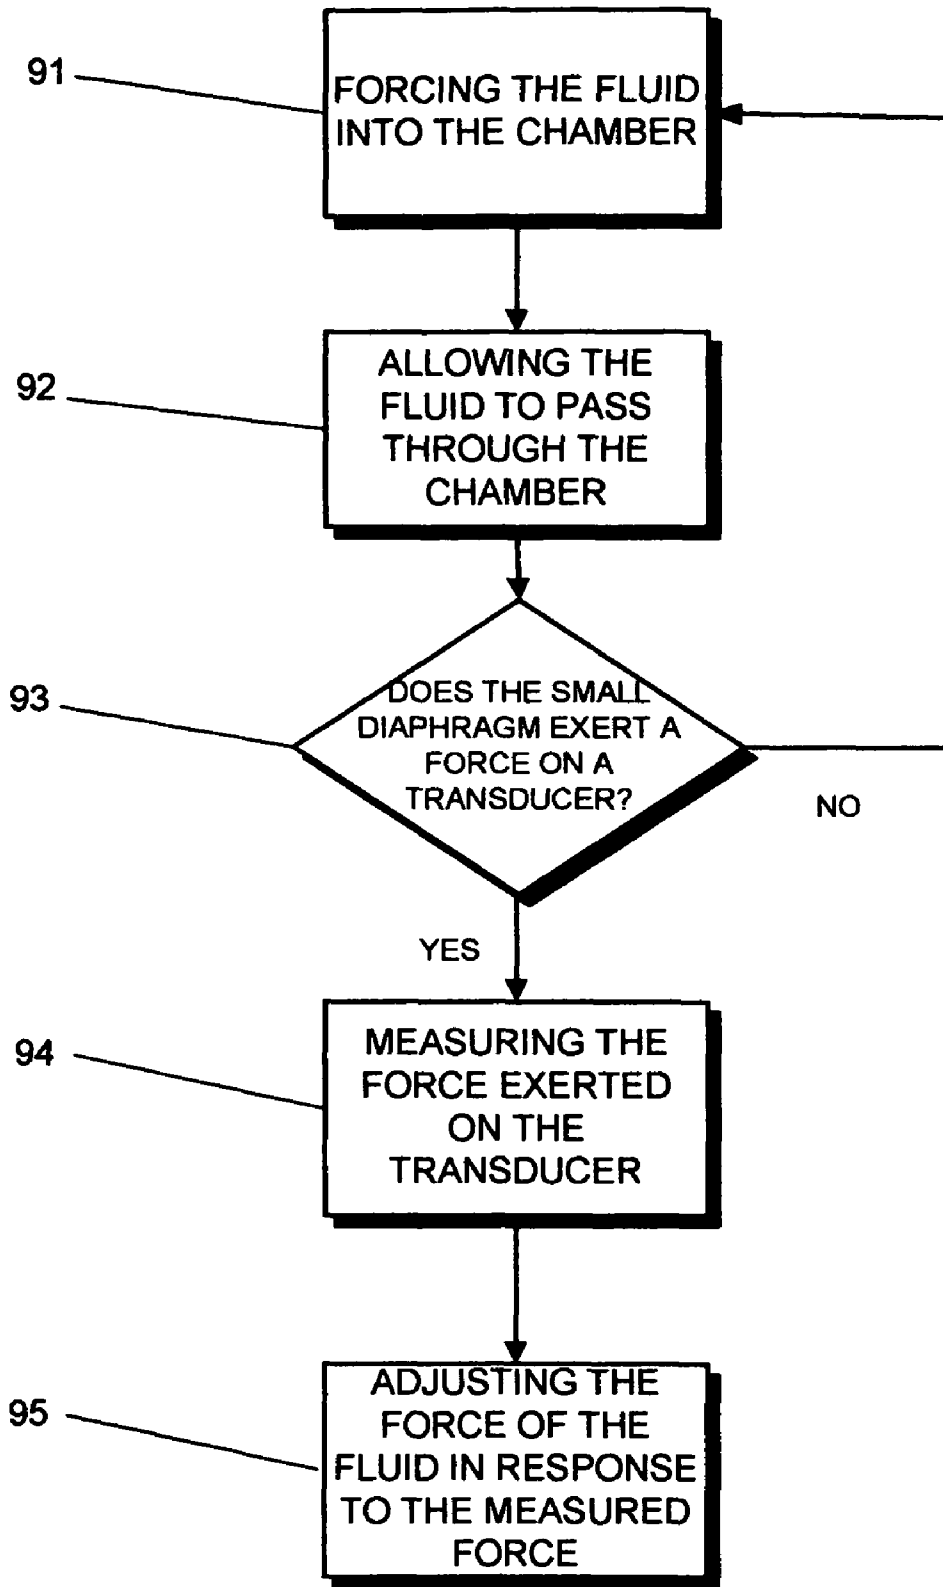 91
FORCING THE FLUID
INTO THE CHAMBER
92
ALLOWING THE
FLUID TO PASS
THROUGH THE
CHAMBER
93
DOES THE SMALL
DIAPHRAGM EXERT A
FORCE ON A
TRANSDUCER?
NO
YES
94
MEASURING THE
FORCE EXERTED
ON THE
TRANSDUCER
95
ADJUSTING THE
FORCE OF THE
FLUID IN RESPONSE
TO THE MEASURED
FORCE